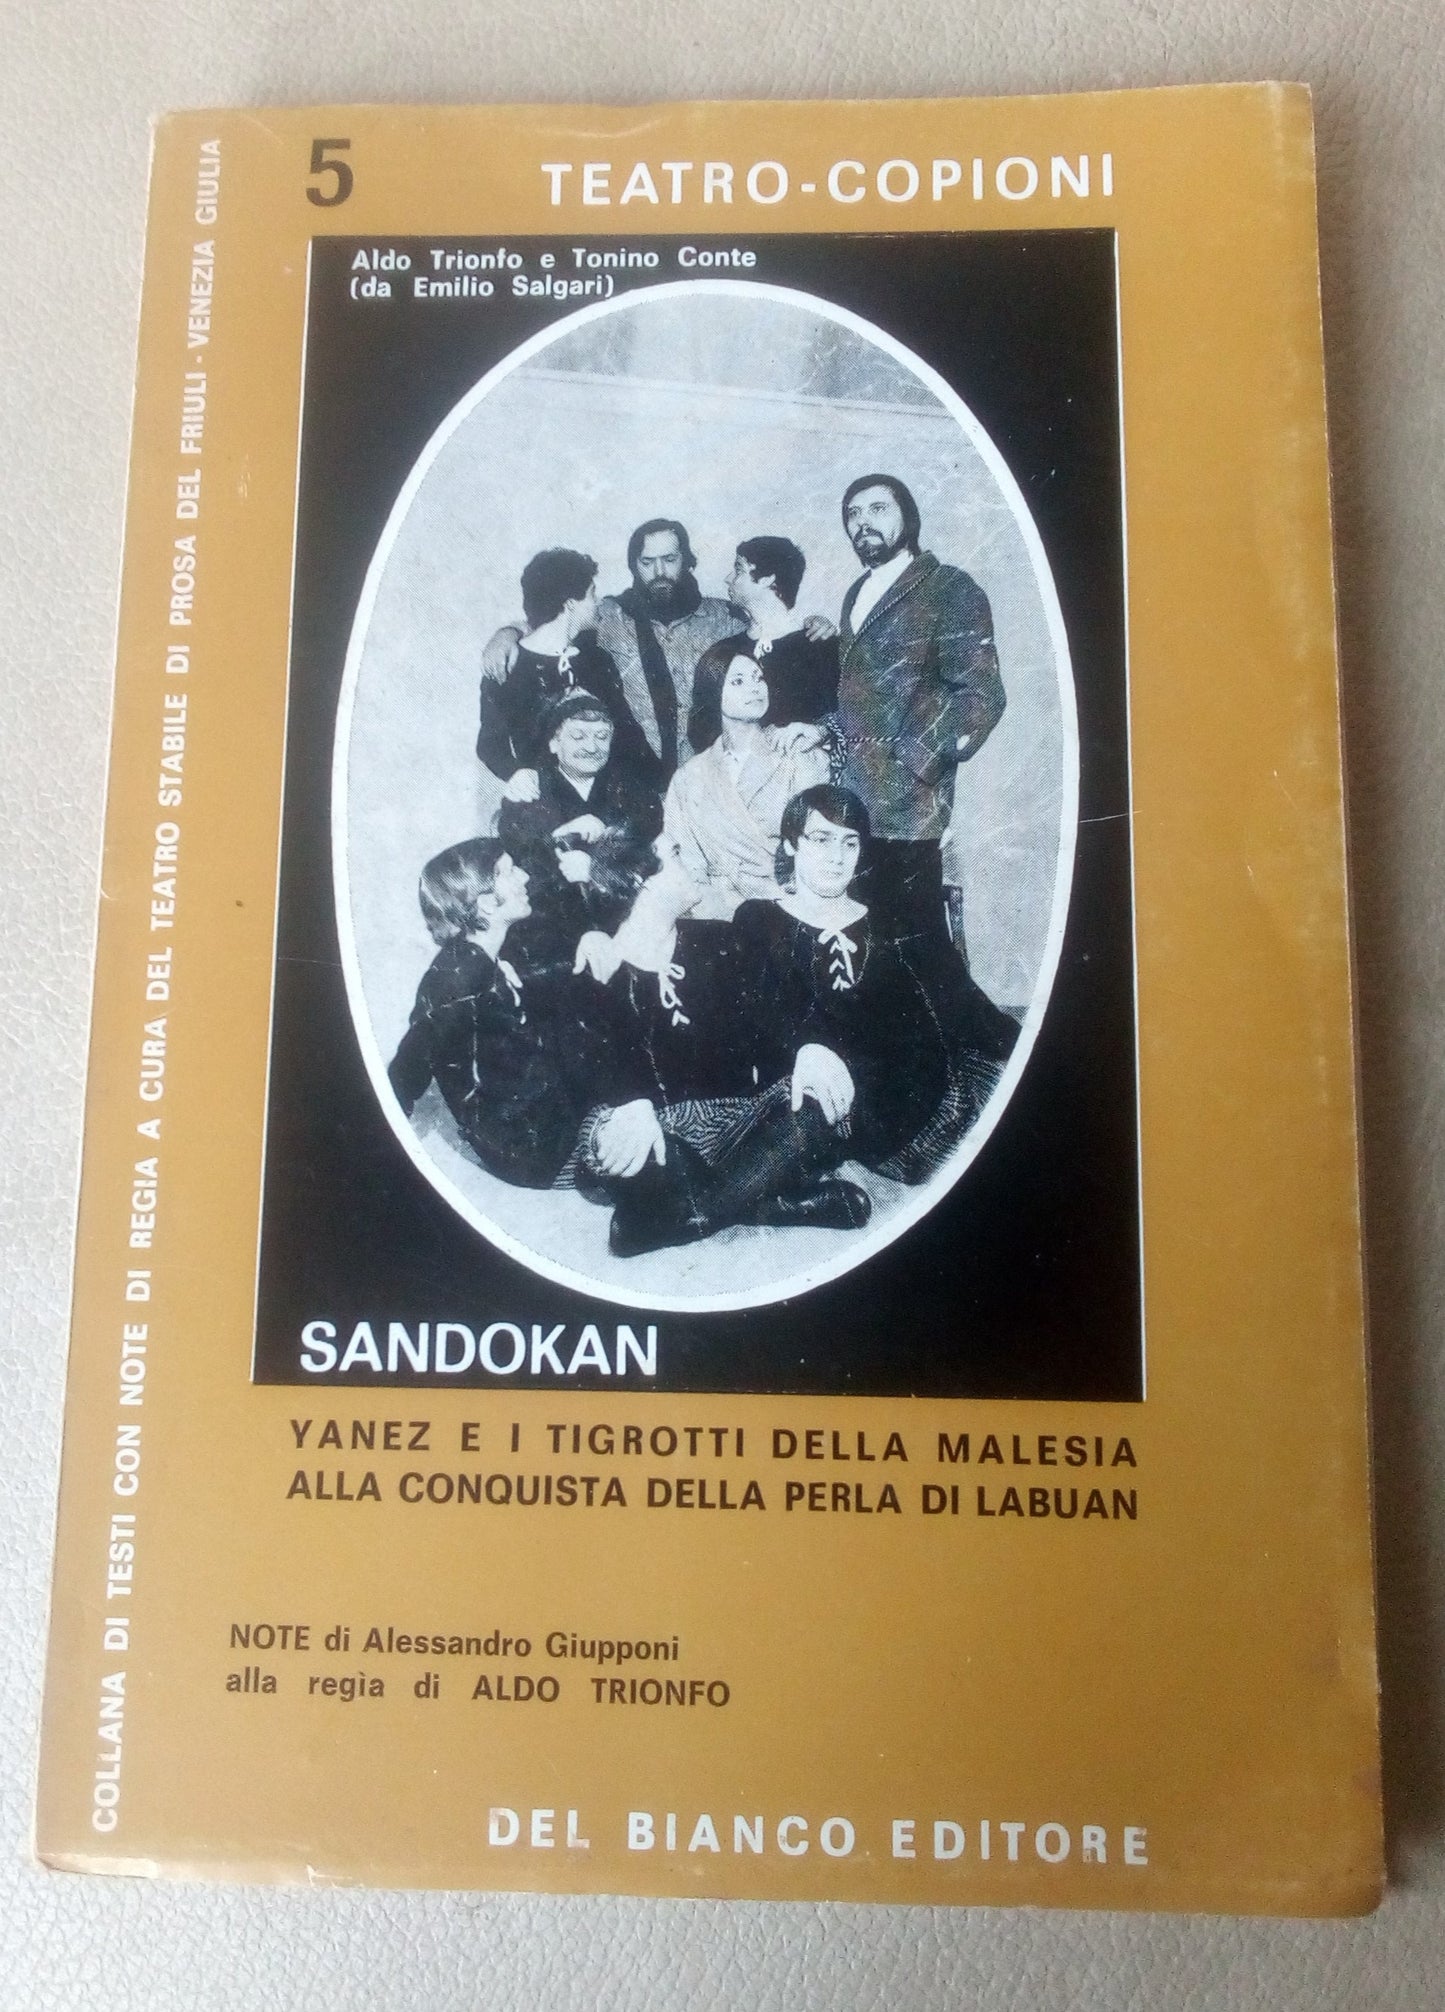 5
TEATRO-COPIONI
Aldo Trionfo e Tonino Conte
(da Emilio Salgari)
SANDOKAN
YANEZ E I TIGROTTI DELLA MALESIA
ALLA CONQUISTA DELLA PERLA DI LABUAN
NOTE di Alessandro Giupponi
alla regìa di ALDO TRIONFO
DEL BIANCO EDITORE
COLLANA DI TESTI CON NOTE DI REGIA A CURA DEL TEATRO STABILE DI PROSA DEL FRIULI - VENEZIA GIULIA